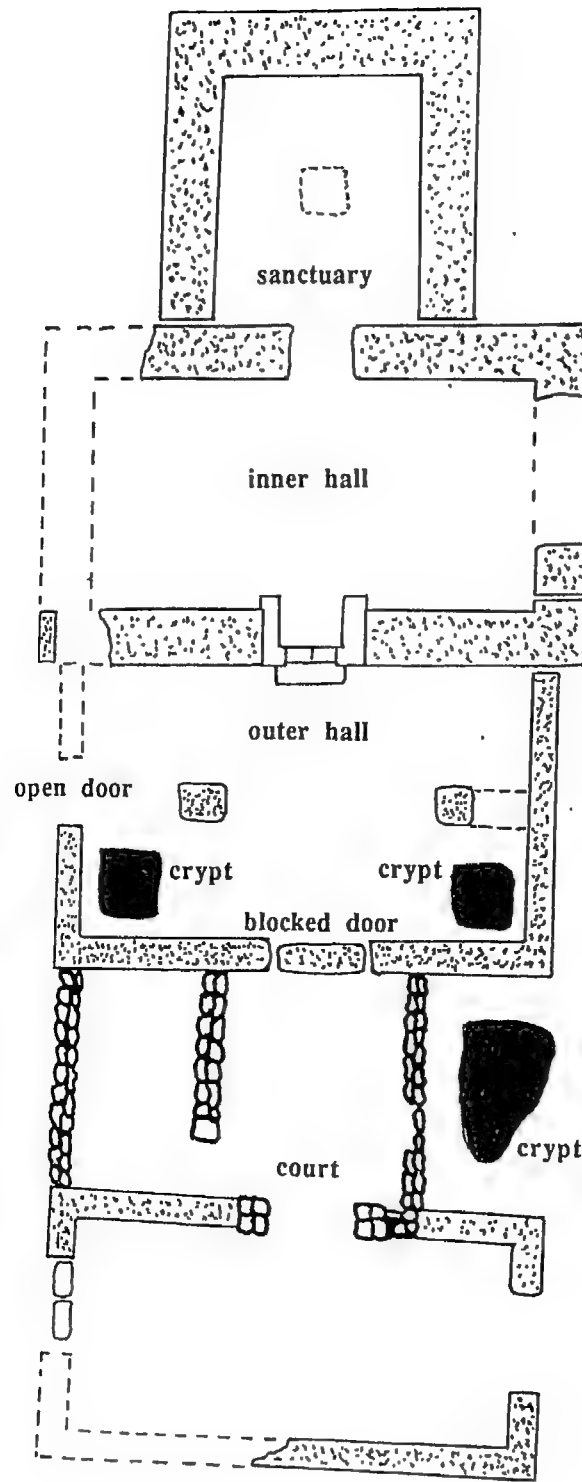 sanctuary
inner hall
outer hall
open door
crypt
crypt
blocked door
court
crypt